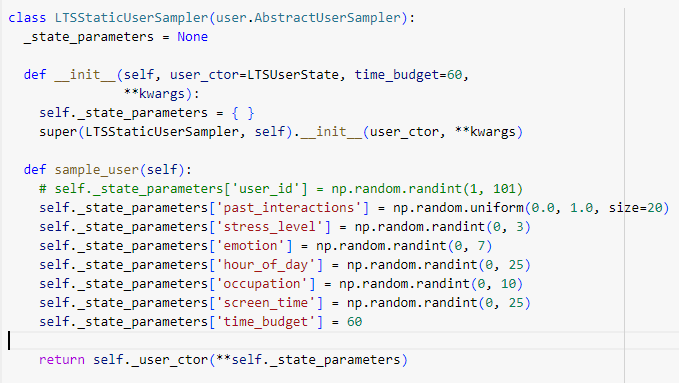 class LTSStaticUserSampler(user.AbstractUserSampler):
  _state_parameters = None

  def __init__(self, user_ctor=LTSUserState, time_budget=60,
               **kwargs):
    self._state_parameters = { }
    super(LTSStaticUserSampler, self).__init__(user_ctor, **kwargs)

  def sample_user(self):
    # self._state_parameters['user_id'] = np.random.randint(1, 101)
    self._state_parameters['past_interactions'] = np.random.uniform(0.0, 1.0, size=20)
    self._state_parameters['stress_level'] = np.random.randint(0, 3)
    self._state_parameters['emotion'] = np.random.randint(0, 7)
    self._state_parameters['hour_of_day'] = np.random.randint(0, 25)
    self._state_parameters['occupation'] = np.random.randint(0, 10)
    self._state_parameters['screen_time'] = np.random.randint(0, 25)
    self._state_parameters['time_budget'] = 60

    return self._user_ctor(**self._state_parameters)